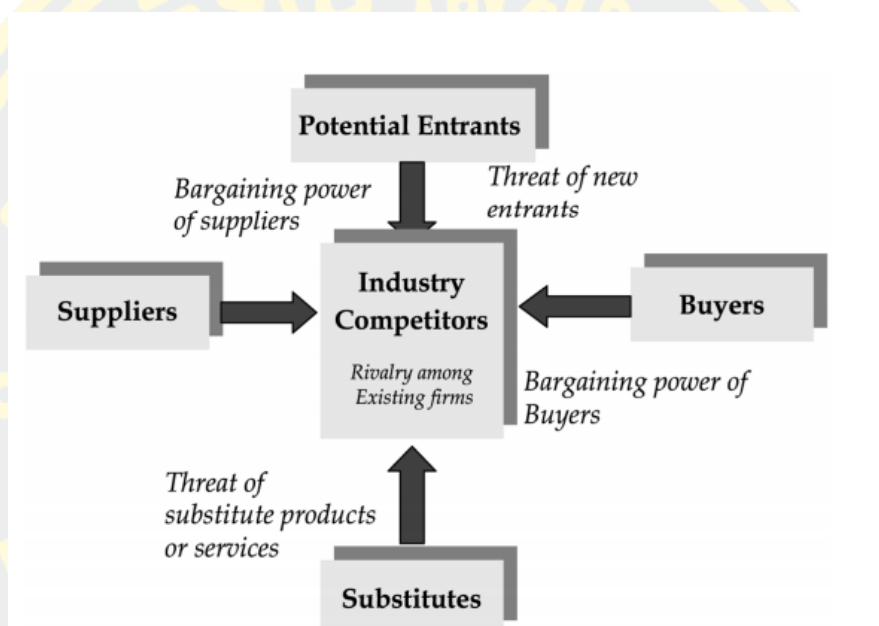 Potential Entrants
Bargaining power
of suppliers
Threat of new
entrants
Suppliers
Industry
Competitors
Rivalry among
Existing firms
Buyers
Bargaining power of
Buyers
Threat of
substitute products
or services
Substitutes